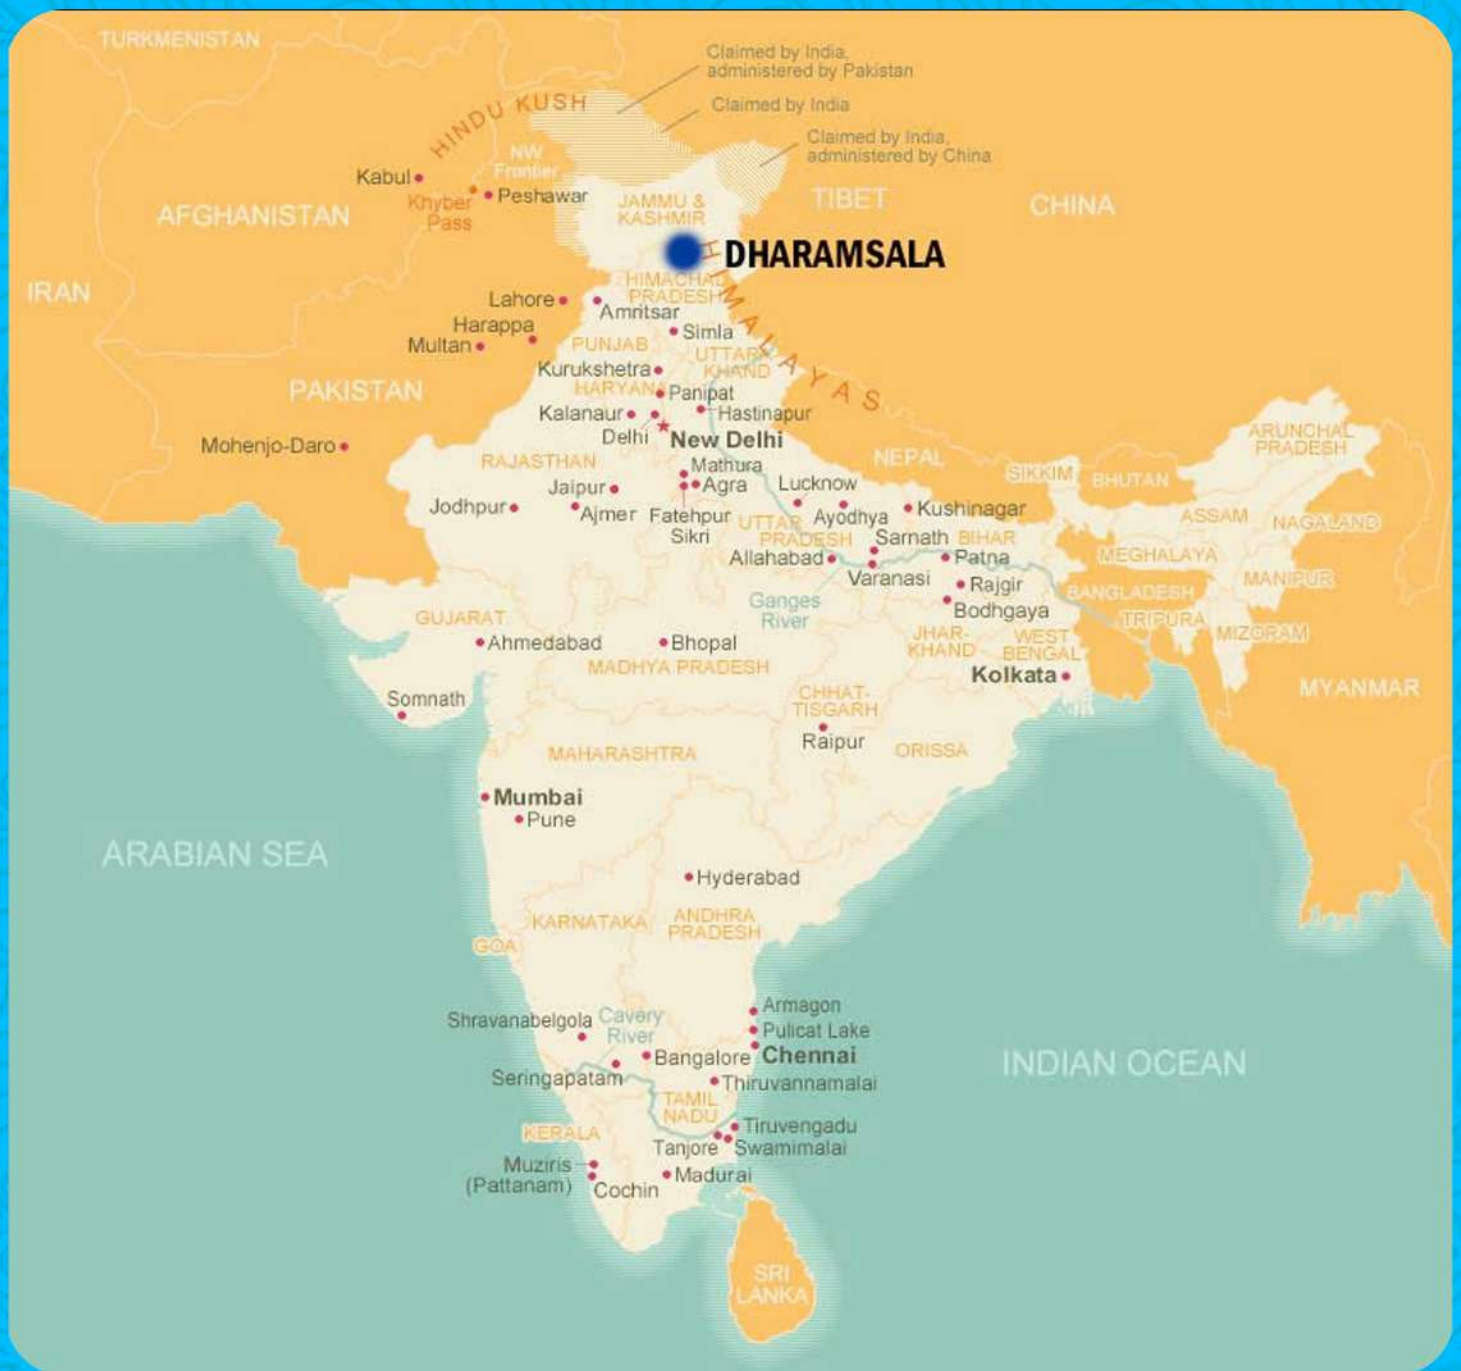 TURKMENISTAN
Claimed by India,
administered by Pakistan
HINDU KUSH
Claimed by India
Claimed by India,
administered by China
NW
Frontier
Kabul
Peshawar
Khyber
Pass
AFGHANISTAN
JAMMU &
KASHMIR
TIBET
CHINA
DHARAMSALA
HIMALAYAS
HIMACHAL
PRADESH
IRAN
Lahore
Amritsar
Harappa
Simla
Multan
PUNJAB
UTTARA
KHAND
Kurukshetra
HARYANA
Panipat
PAKISTAN
Kalanaur
Hastinapur
Delhi
New Delhi
Mohenjo-Daro
RAJASTHAN
Mathura
NEPAL
SIKKIM
BHUTAN
ARUNCHAL
PRADESH
Jaipur
Agra
Lucknow
Jodhpur
Ajmer
Fatehpur
Sikri
UTTAR
PRADESH
Ayodhya
Kushinagar
ASSAM
NAGALAND
Sarnath
BIHAR
Allahabad
Patna
MEGHALAYA
Varanasi
Rajgir
MANIPUR
BANGLADESH
Ganges
River
Bodhgaya
GUJARAT
TRIPURA
MIZORAM
Ahmedabad
Bhopal
JHAR-
KHAND
WEST
BENGAL
MADHYA PRADESH
Kolkata
MYANMAR
Somnath
CHHAT-
TISGARH
Raipur
ORISSA
MAHARASHTRA
Mumbai
Pune
ARABIAN SEA
Hyderabad
KARNATAKA
ANDHRA
PRADESH
GOA
Armagon
Shravanabelgola
Cavery
River
Pulicat Lake
Bangalore
Chennai
INDIAN OCEAN
Seringapatam
Thiruvannamalai
TAMIL
NADU
KERALA
Tiruvengadu
Tanjore
Swamimalai
Muziris
(Pattanam)
Cochin
Madurai
SRI
LANKA